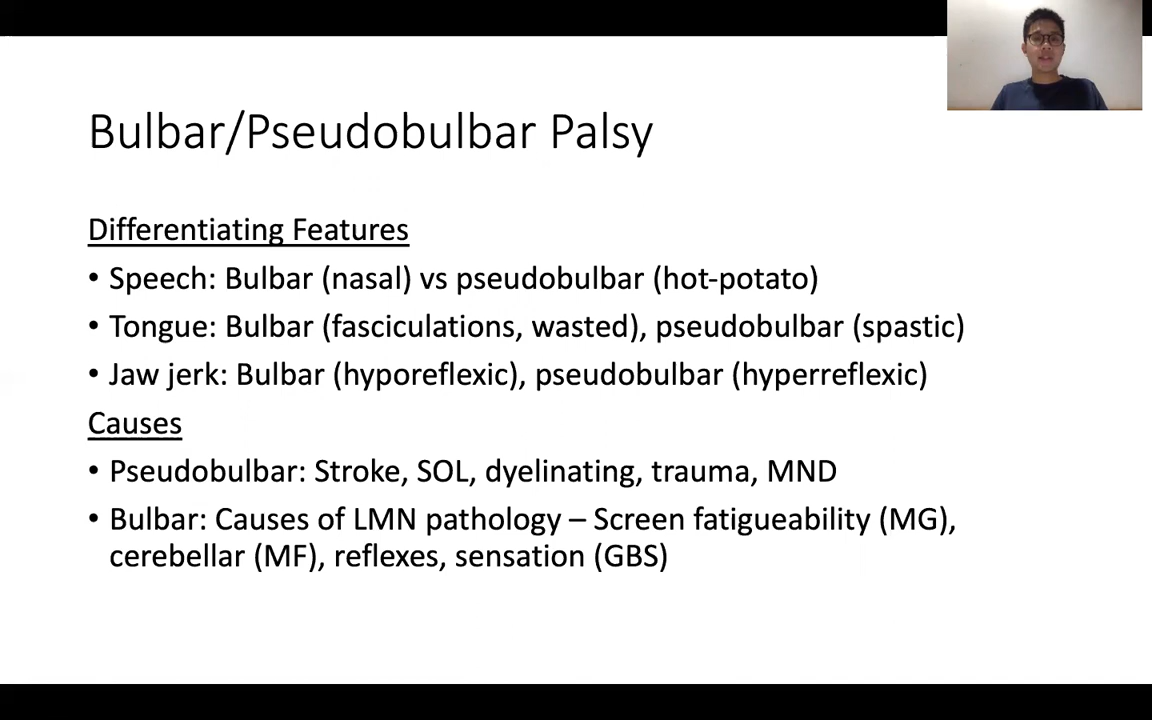 Bulbar/Pseudobulbar Palsy
Differentiating Features
• Speech: Bulbar (nasal) vs pseudobulbar (hot-potato)
• Tongue: Bulbar (fasciculations, wasted), pseudobulbar (spastic)
• Jaw jerk: Bulbar (hyporeflexic), pseudobulbar (hyperreflexic)
Causes
• Pseudobulbar: Stroke, SOL, dyelinating, trauma, MND
• Bulbar: Causes of LMN pathology – Screen fatigueability (MG),
cerebellar (MF), reflexes, sensation (GBS)